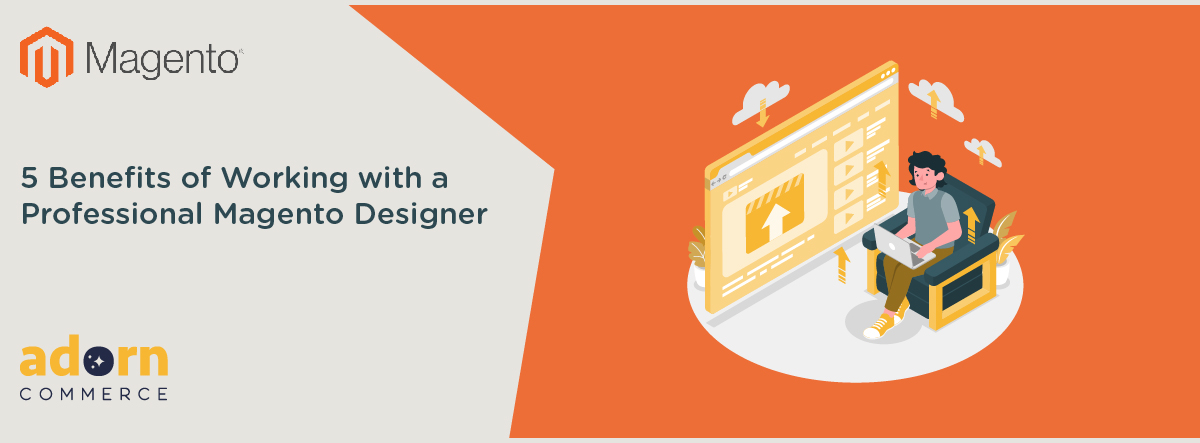 Magento
5 Benefits of Working with a
Professional Magento Designer
adorn
COMMERCE